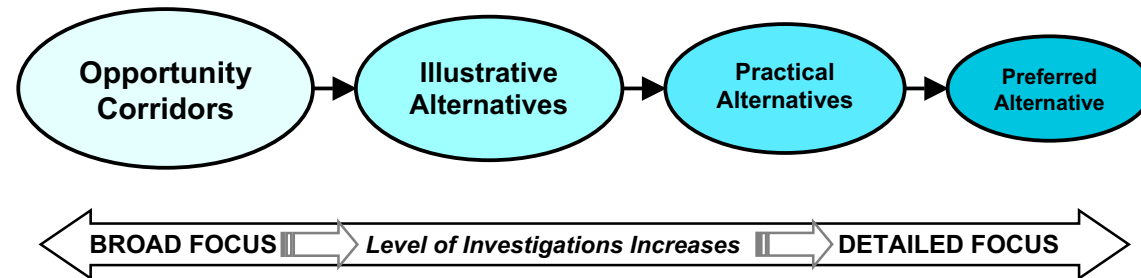 Opportunity
Corridors
Illustrative
Alternatives
Practical
Alternatives
Preferred
Alternative
BROAD FOCUS Level of Investigations Increases DETAILED FOCUS